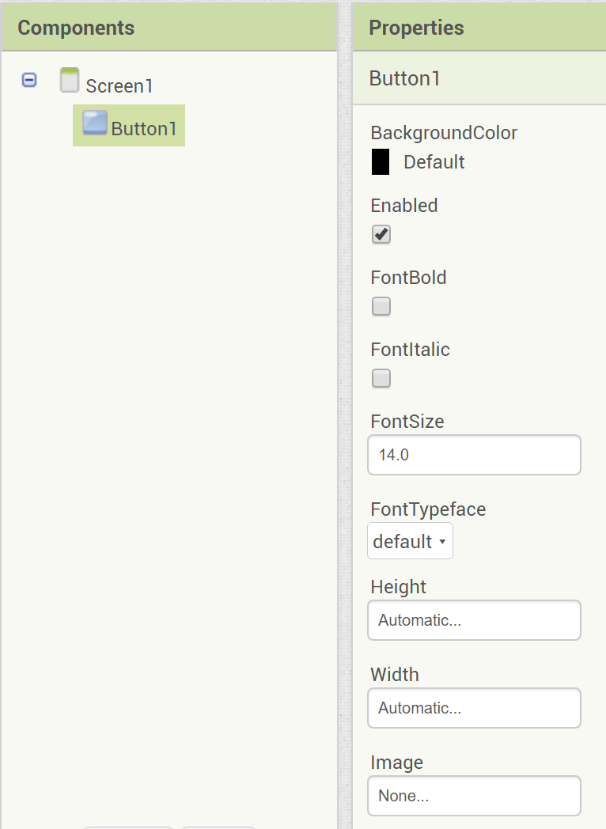 Components
Screen1
Button1
Properties
Button1
BackgroundColor
Default
Enabled
FontBold
FontItalic
FontSize
14.0
FontTypeface
default
Height
Automatic...
Width
Automatic...
Image
None...